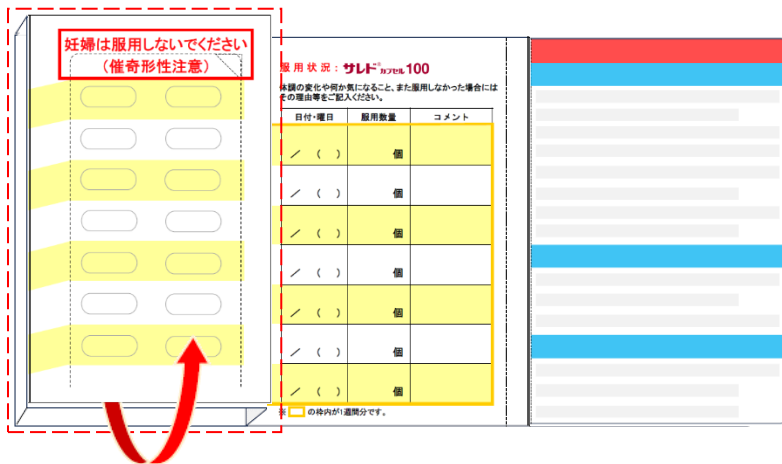 妊婦は服用しないでください
(催奇形性注意)
服用状況：サレド®カプセル100
体調の変化や何か気になること、また服用しなかった場合には
その理由等をご記入ください。
日付・曜日 服用数量 コメント
／ （ ） 個
／ （ ） 個
／ （ ） 個
／ （ ） 個
／ （ ） 個
／ （ ） 個
／ （ ） 個
※ の枠内が1週間分です。